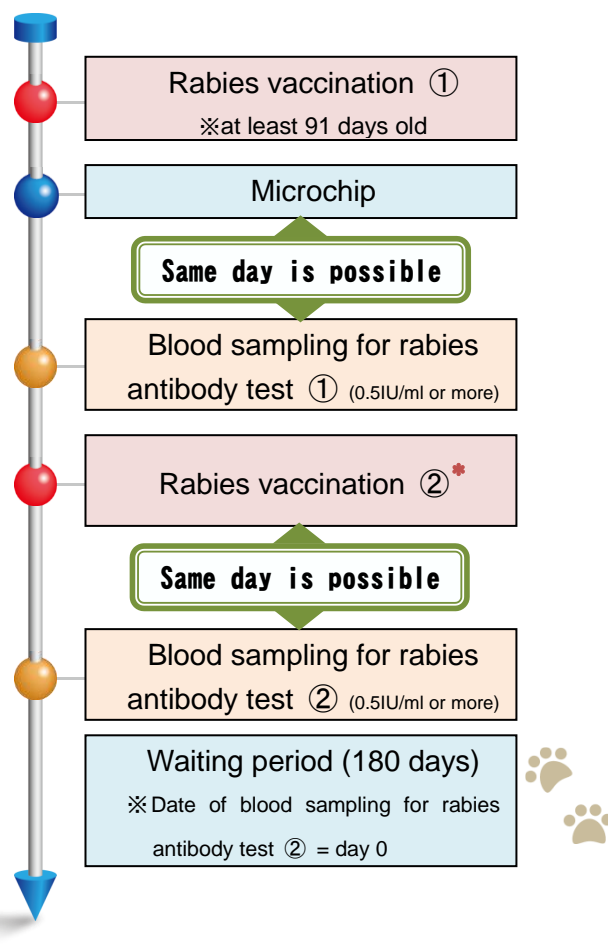 Rabies vaccination ①
※at least 91 days old
Microchip
Same day is possible
Blood sampling for rabies
antibody test ① (0.5IU/ml or more)
Rabies vaccination ②*
Same day is possible
Blood sampling for rabies
antibody test ② (0.5IU/ml or more)
Waiting period (180 days)
※Date of blood sampling for rabies
antibody test ② = day 0